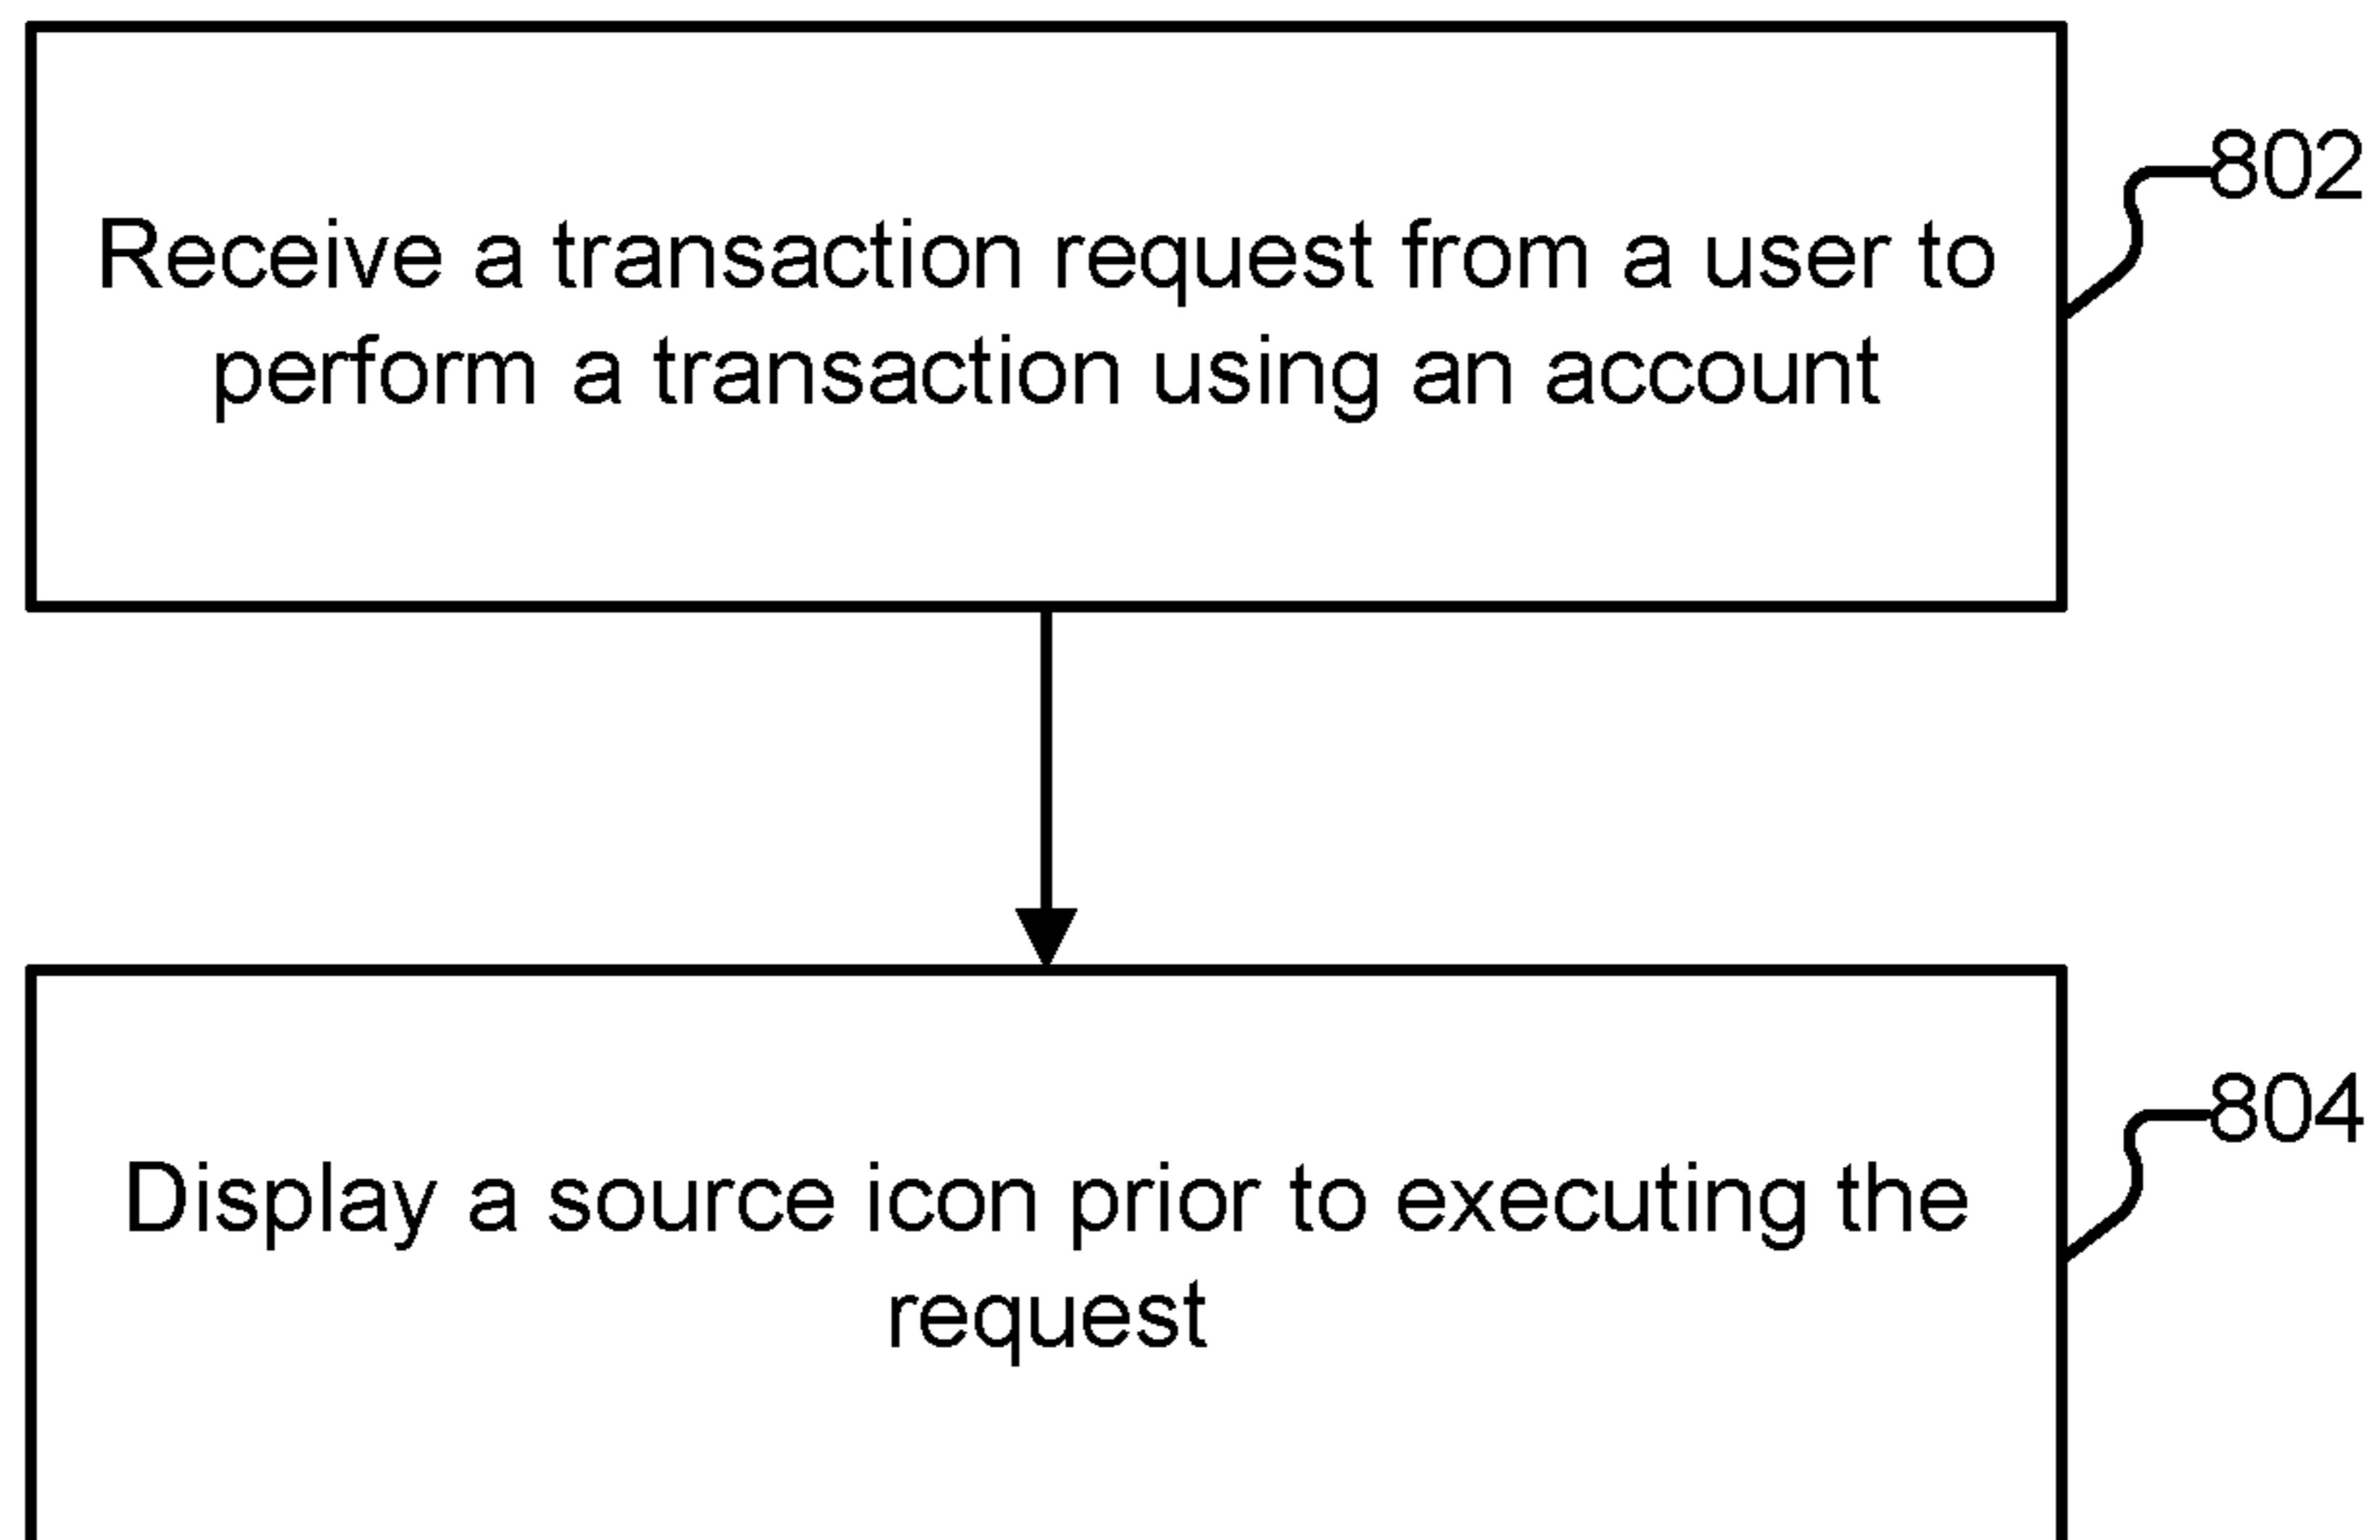 802
Receive a transaction request from a user to
perform a transaction using an account
804
Display a source icon prior to executing the
request